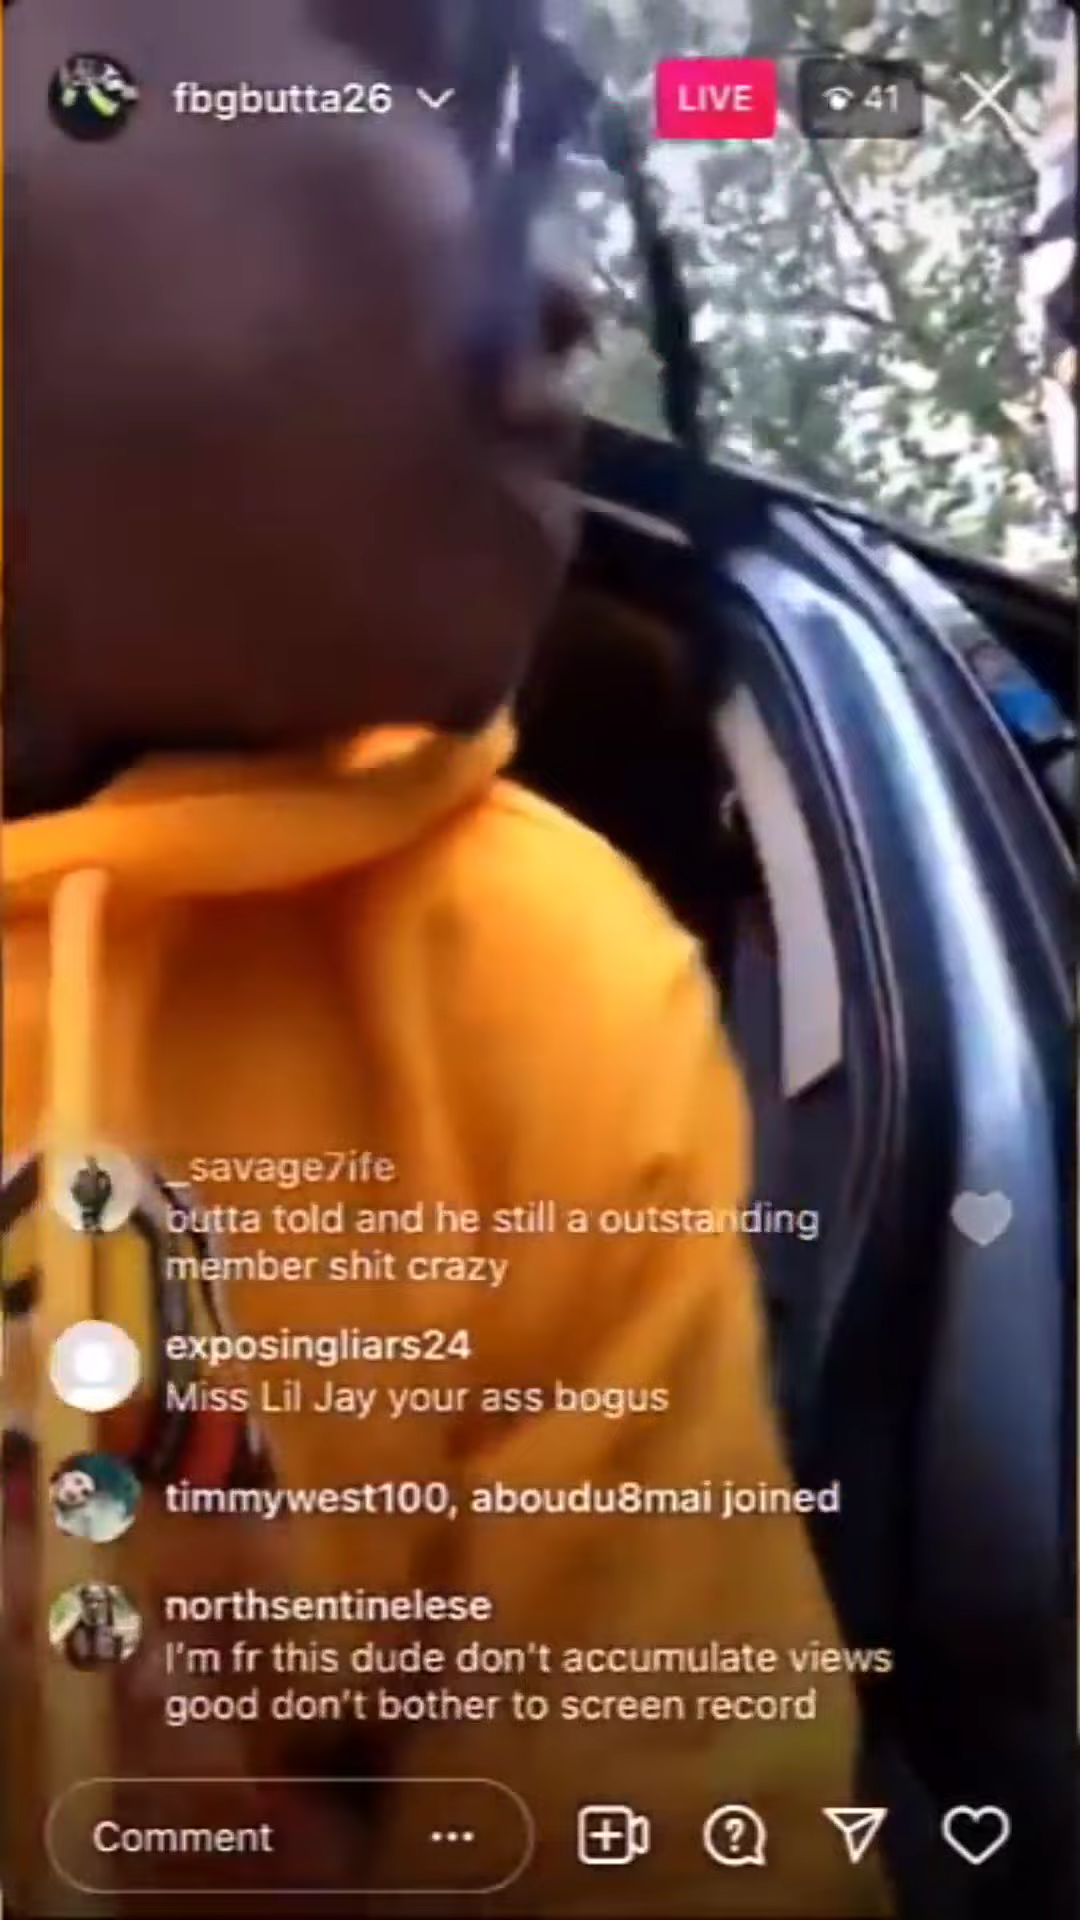 fbgbutta26
LIVE
41
_savage7ife
butta told and he still a outstanding
member shit crazy
exposingliars24
Miss Lil Jay your ass bogus
timmywest100, aboudu8mai joined
northsentinelese
I'm fr this dude don't accumulate views
good don't bother to screen record
Comment